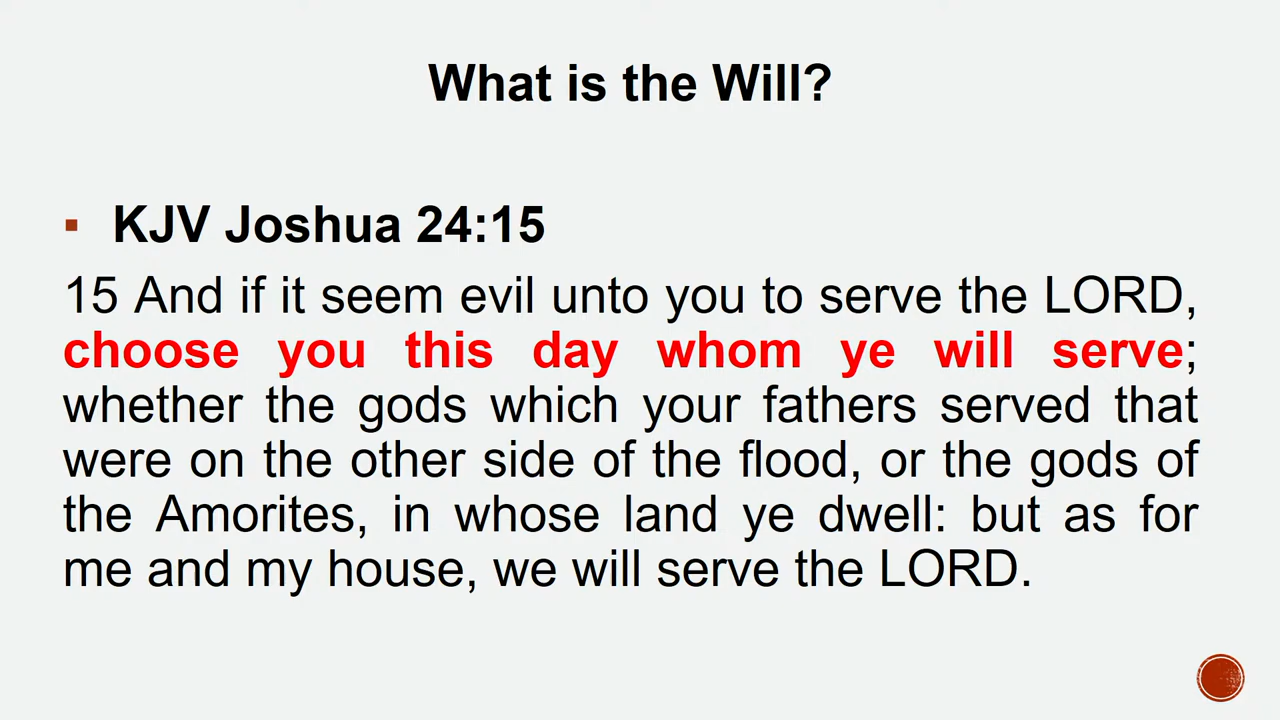 What is the Will?
▪ KJV Joshua 24:15
15 And if it seem evil unto you to serve the LORD,
choose you this day whom ye will serve;
whether the gods which your fathers served that
were on the other side of the flood, or the gods of
the Amorites, in whose land ye dwell: but as for
me and my house, we will serve the LORD.